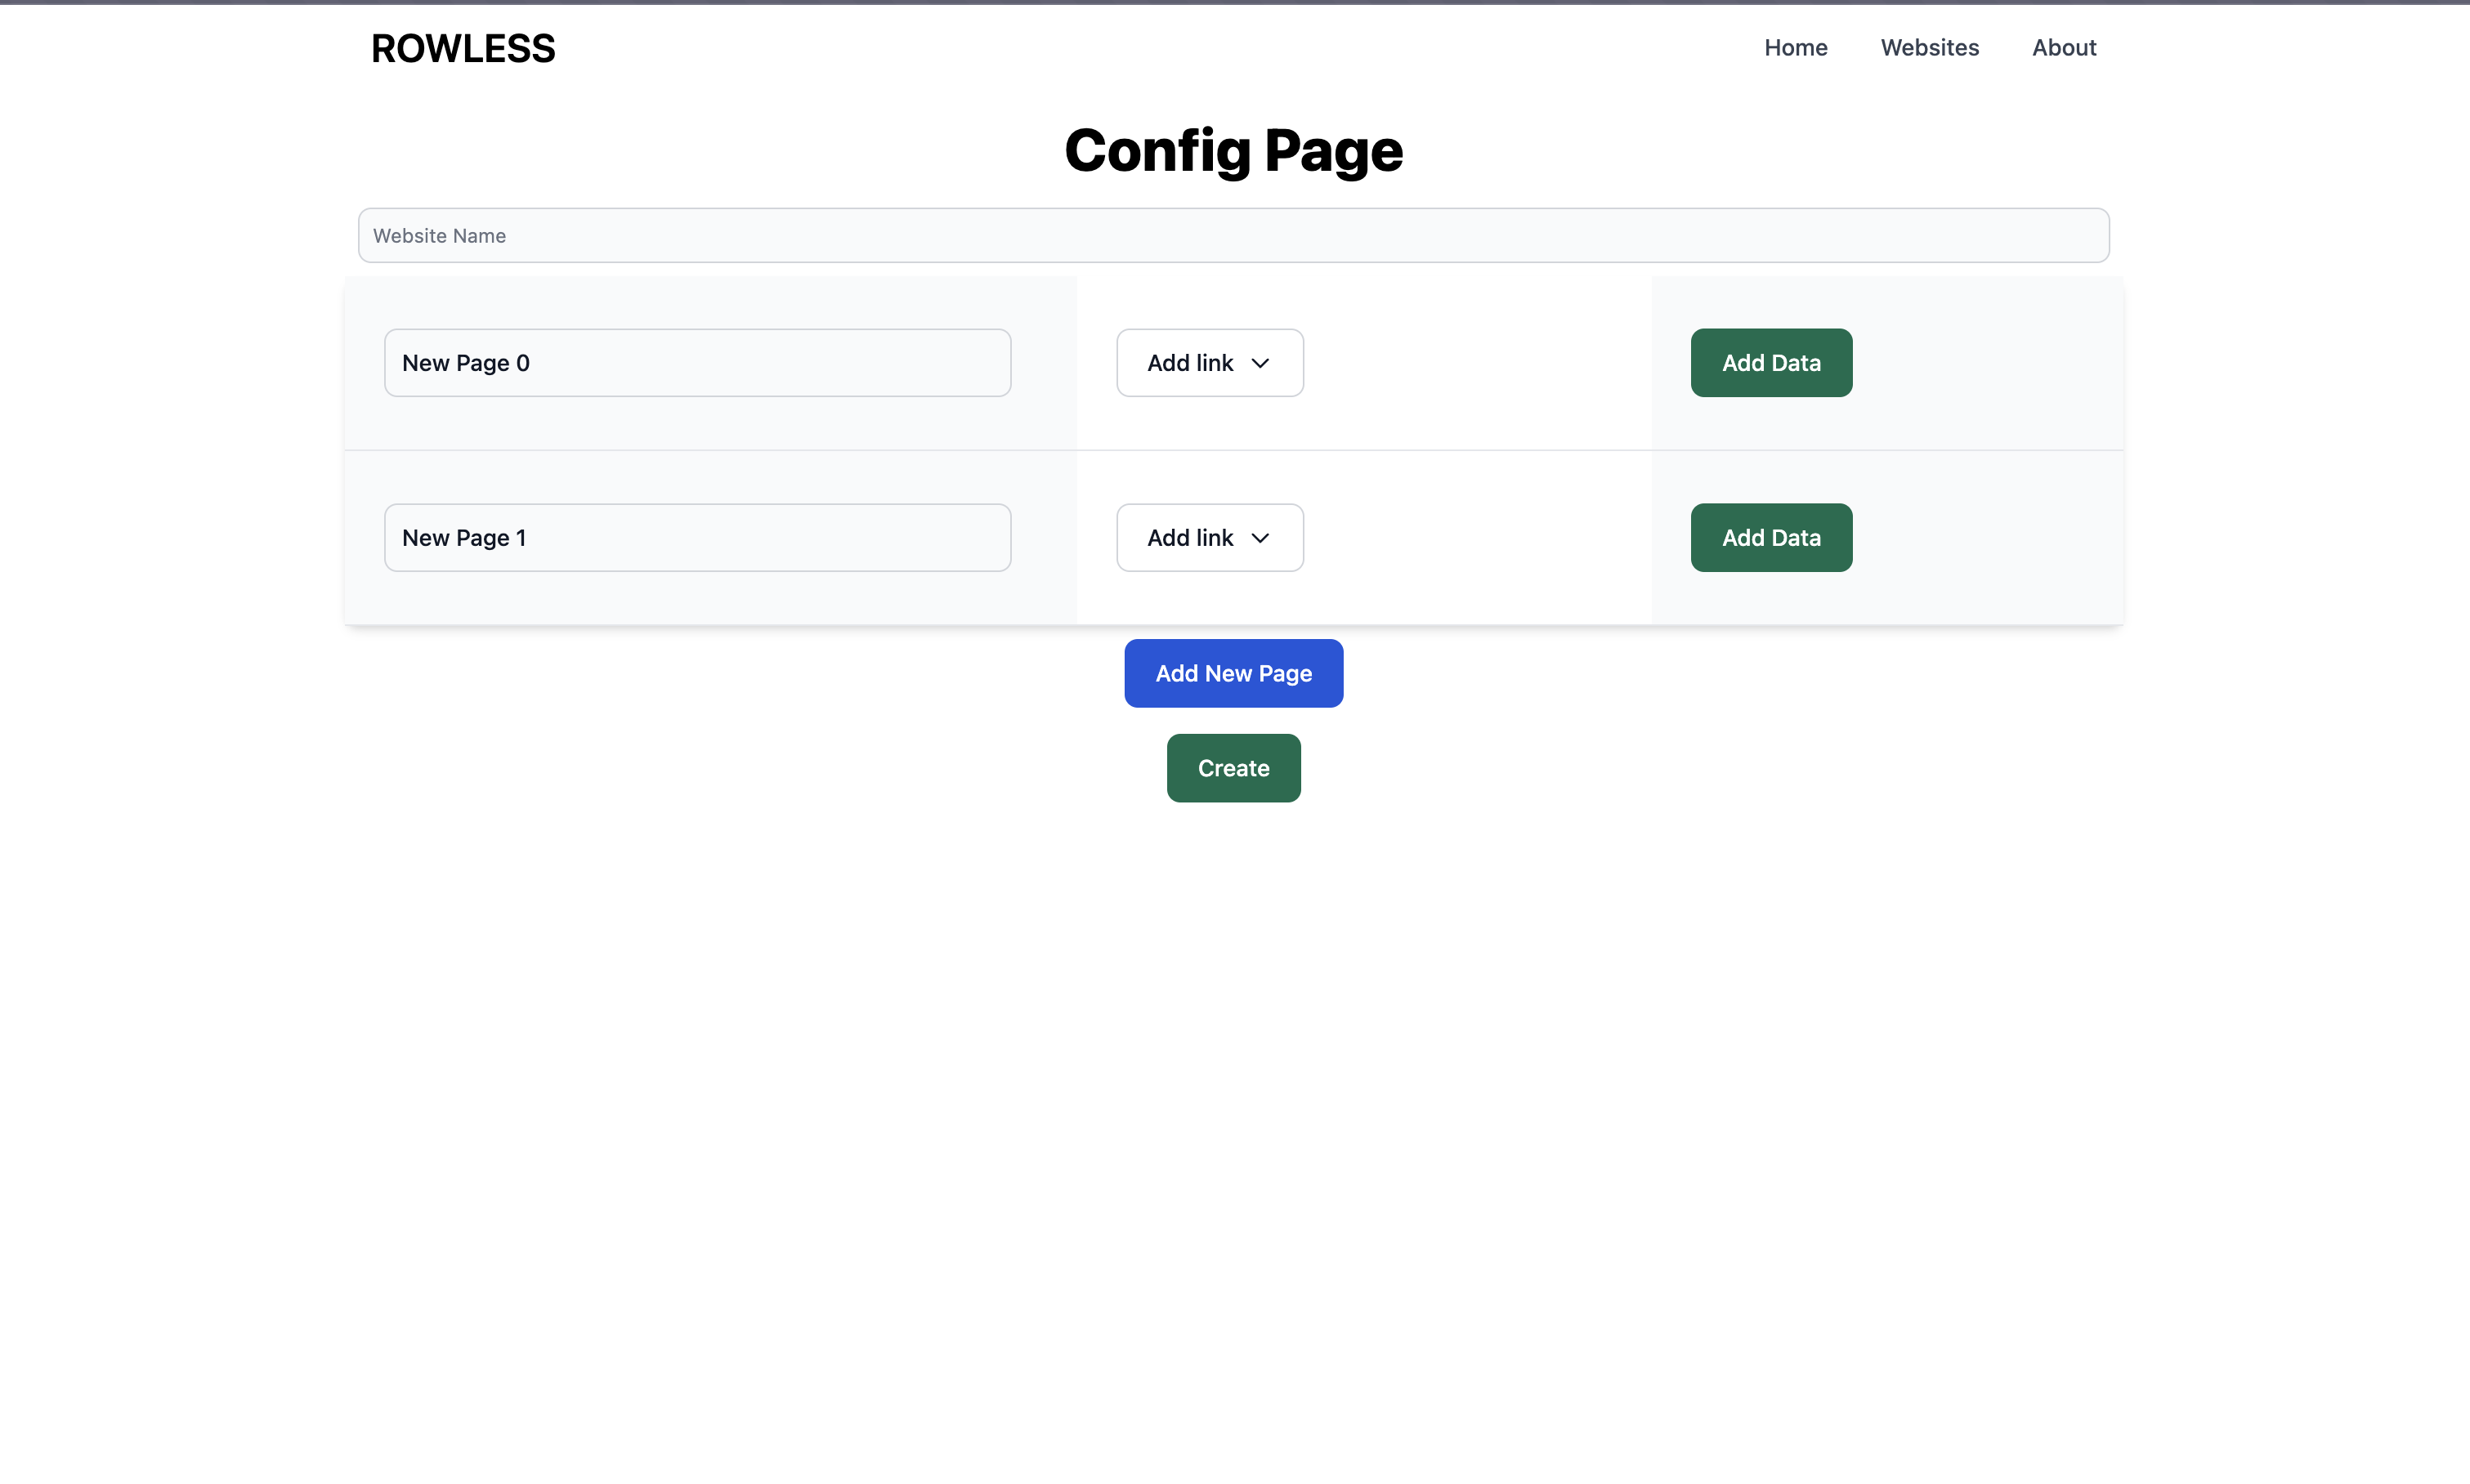 ROWLESS Home Websites About
Config Page
Website Name
New Page 0 Add link Add Data
New Page 1 Add link Add Data
Add New Page
Create